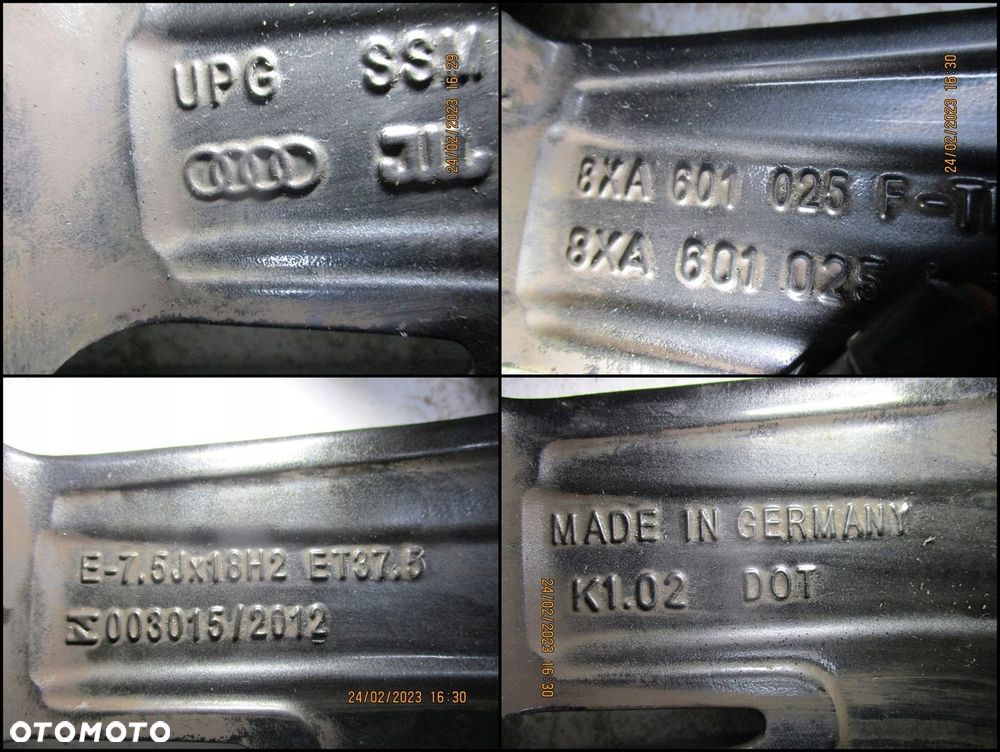 UPG
24/02/2023 16:29
8XA 601 025 F-T
8XA 601 025
24/02/2023 16:30
E-7.5Jx18H2 ET37.5
003015/2012
24/02/2023 16:30
MADE IN GERMANY
K1.02 DOT
24/02/2023 16:30
OTOMOTO